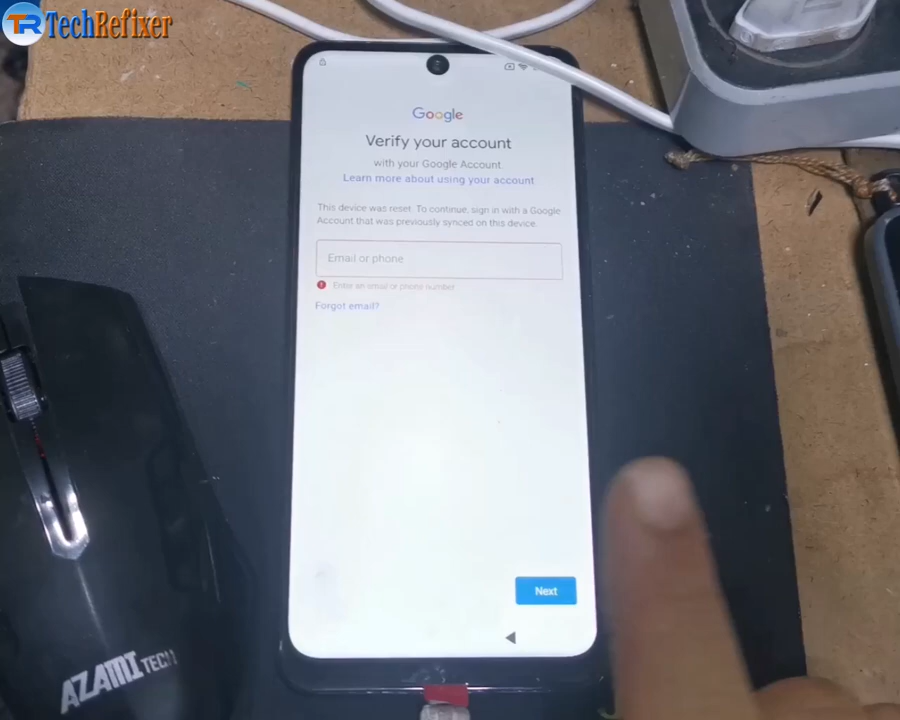 TR TechRefixer
Google
Verify your account
with your Google Account
Learn more about using your account
This device was reset. To continue, sign in with a Google
Account that was previously synced on this device.
Email or phone
Enter an email or phone number
Forgot email?
Next
AZAMI TECH